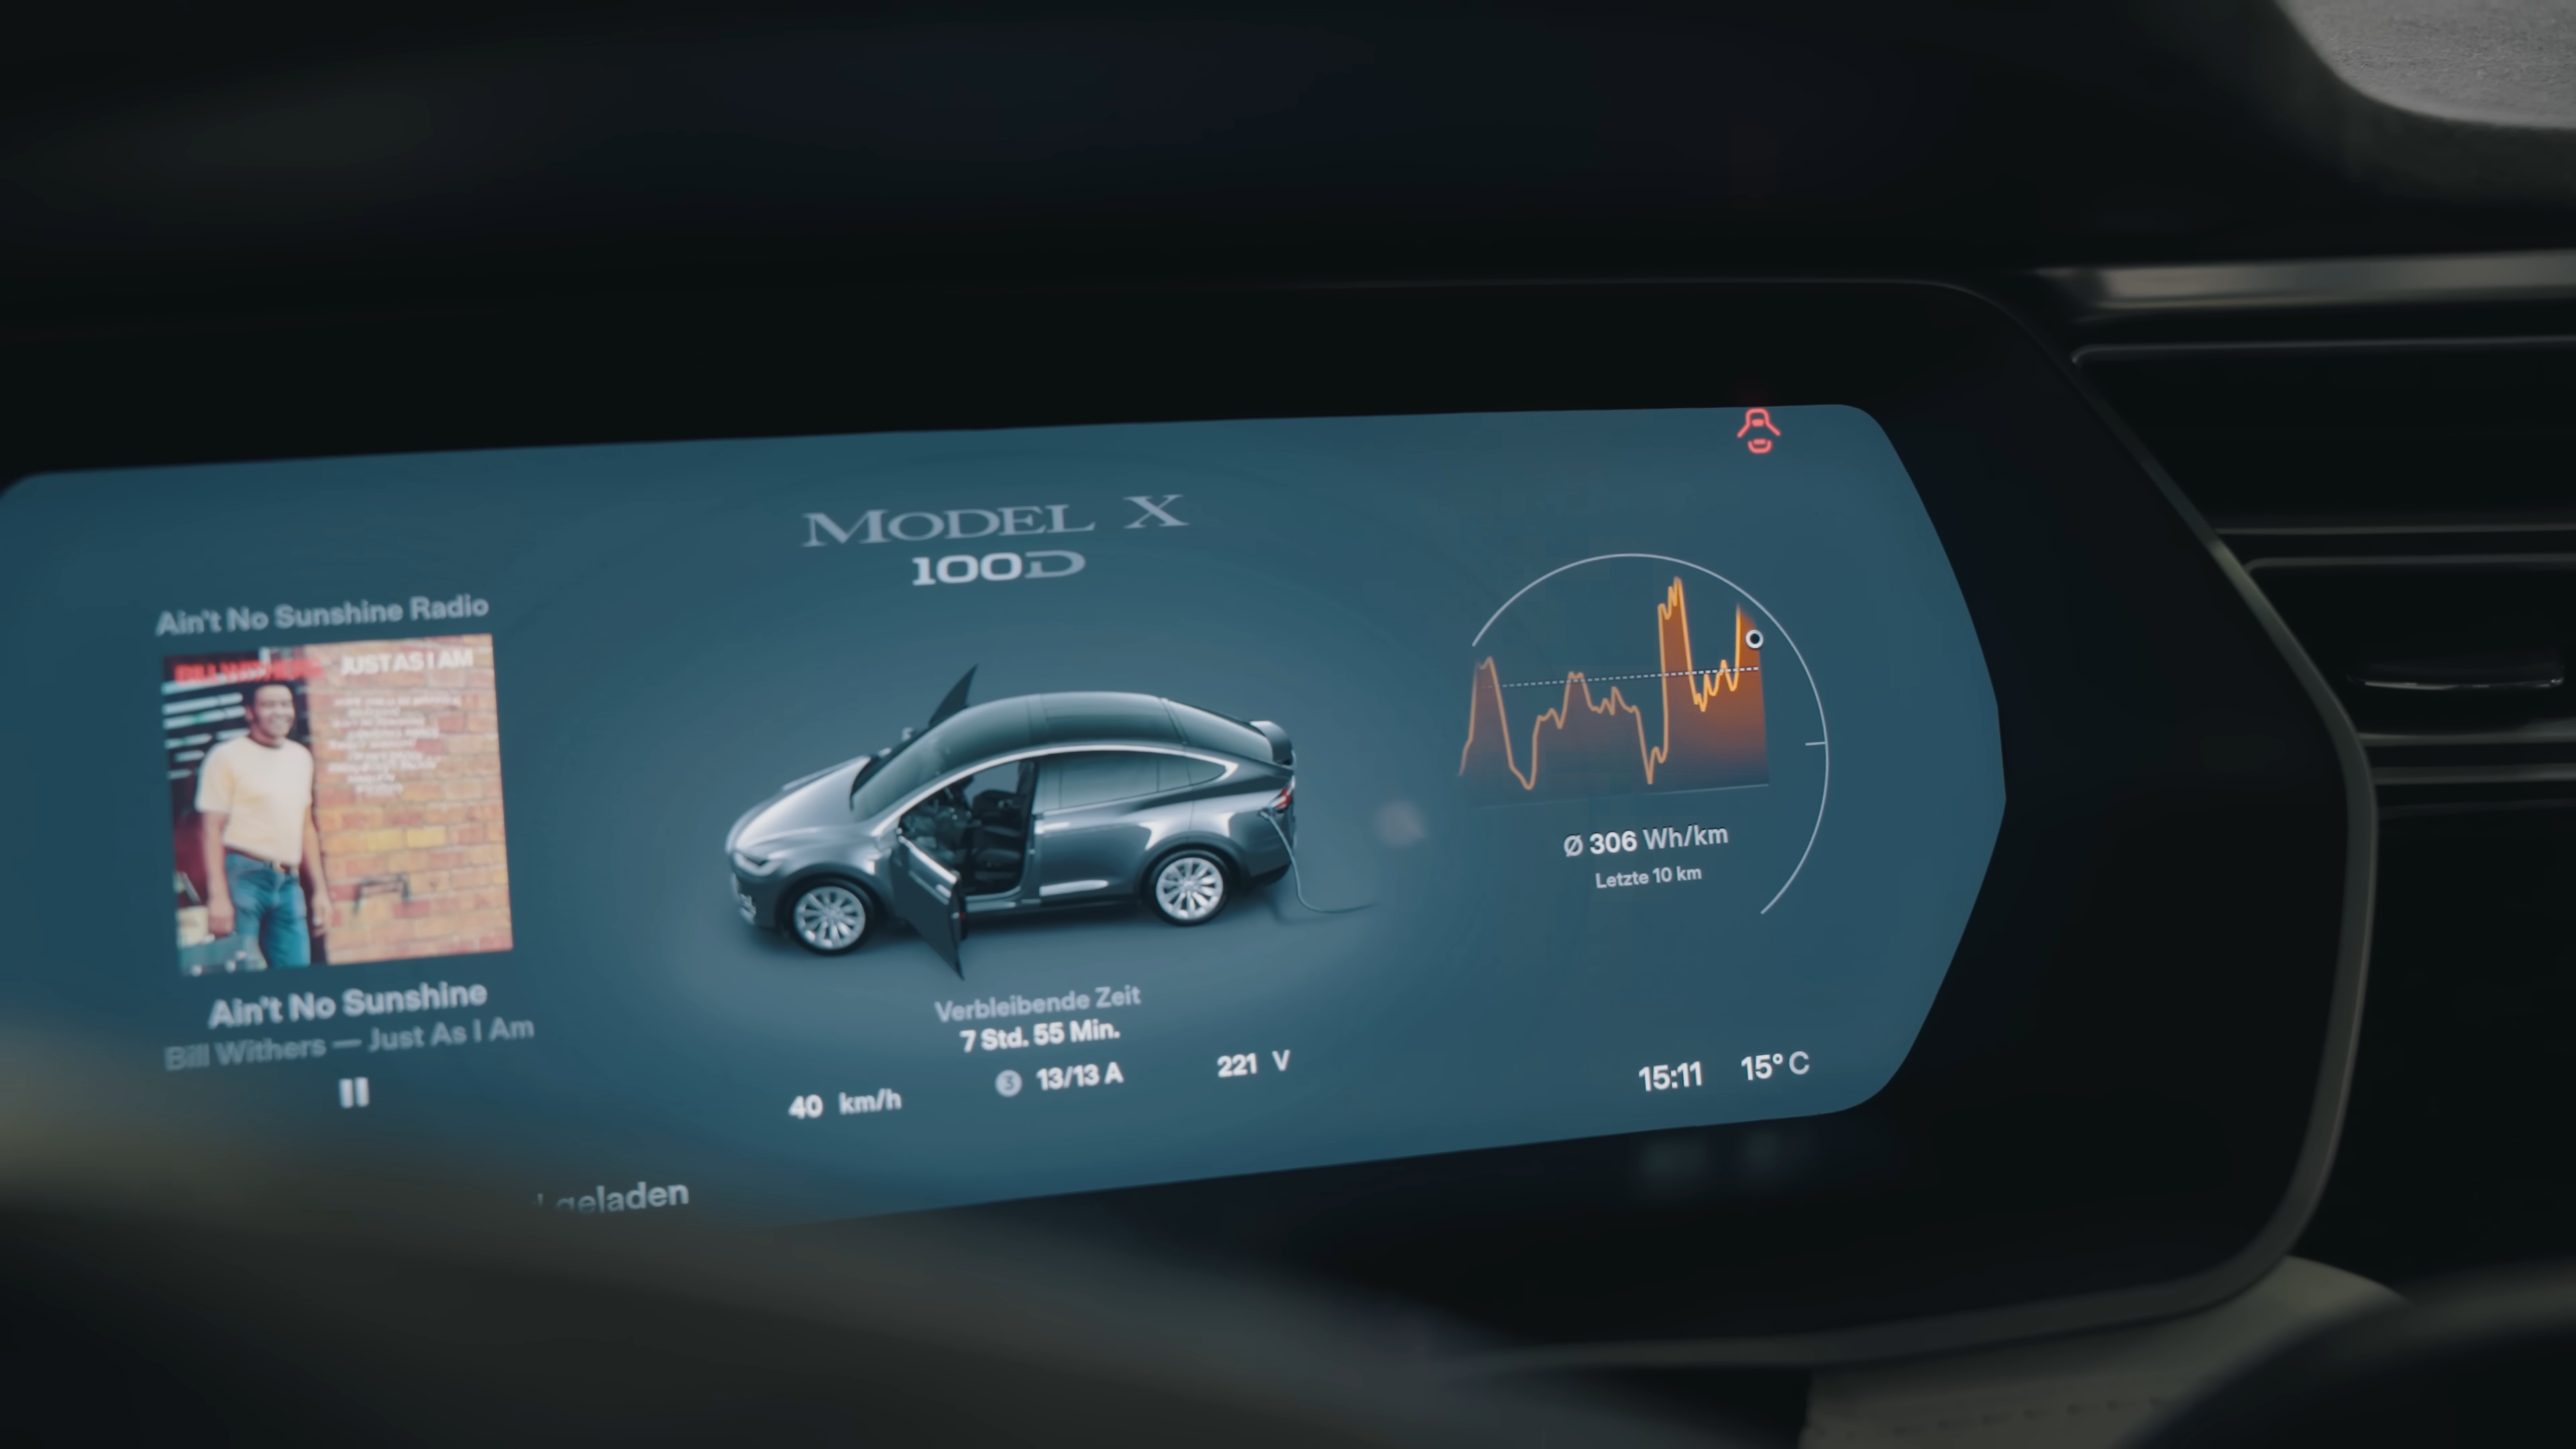 MODEL X
100D
Ain't No Sunshine Radio
JUST AS I AM
Ain't No Sunshine
Bill Withers — Just As I Am
Verbleibende Zeit
7 Std. 55 Min.
40 km/h
3 13/13 A
221 V
geladen
Ø 306 Wh/km
Letzte 10 km
15:11 15° C